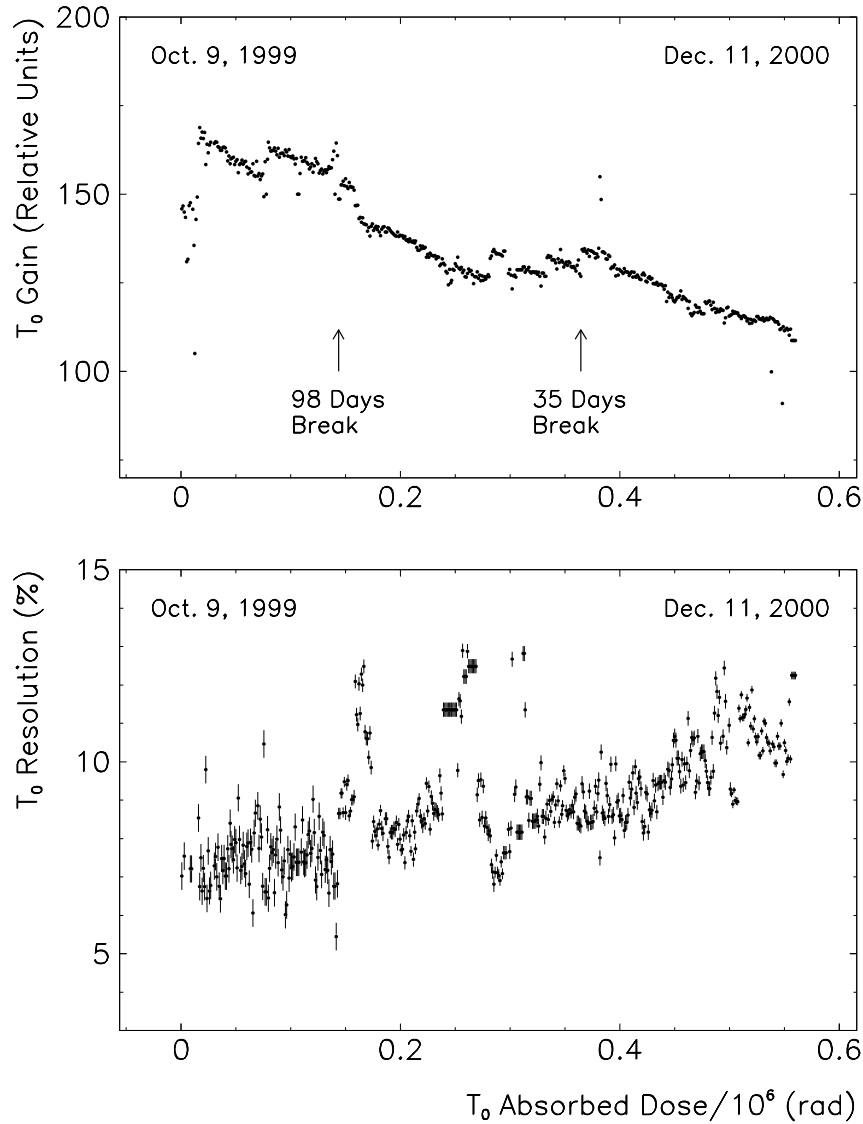 T₀ Gain (Relative Units)
200
150
100
Oct. 9, 1999
Dec. 11, 2000
98 Days
Break
35 Days
Break
0
0.2
0.4
0.6
T₀ Resolution (%)
15
10
5
Oct. 9, 1999
Dec. 11, 2000
0
0.2
0.4
0.6
T₀ Absorbed Dose/10⁶ (rad)